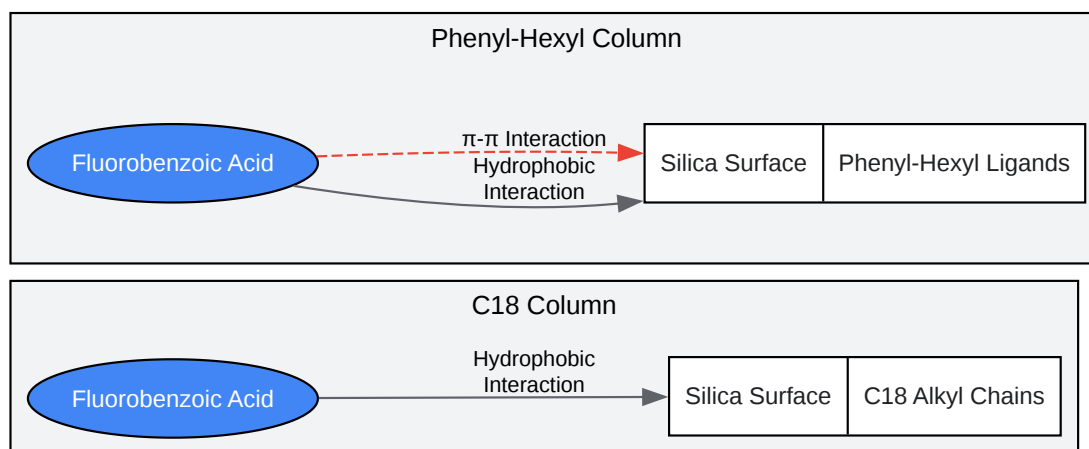 Phenyl-Hexyl Column
Fluorobenzoic Acid
π-π Interaction
Hydrophobic
Interaction
Silica Surface
Phenyl-Hexyl Ligands
C18 Column
Fluorobenzoic Acid
Hydrophobic
Interaction
Silica Surface
C18 Alkyl Chains